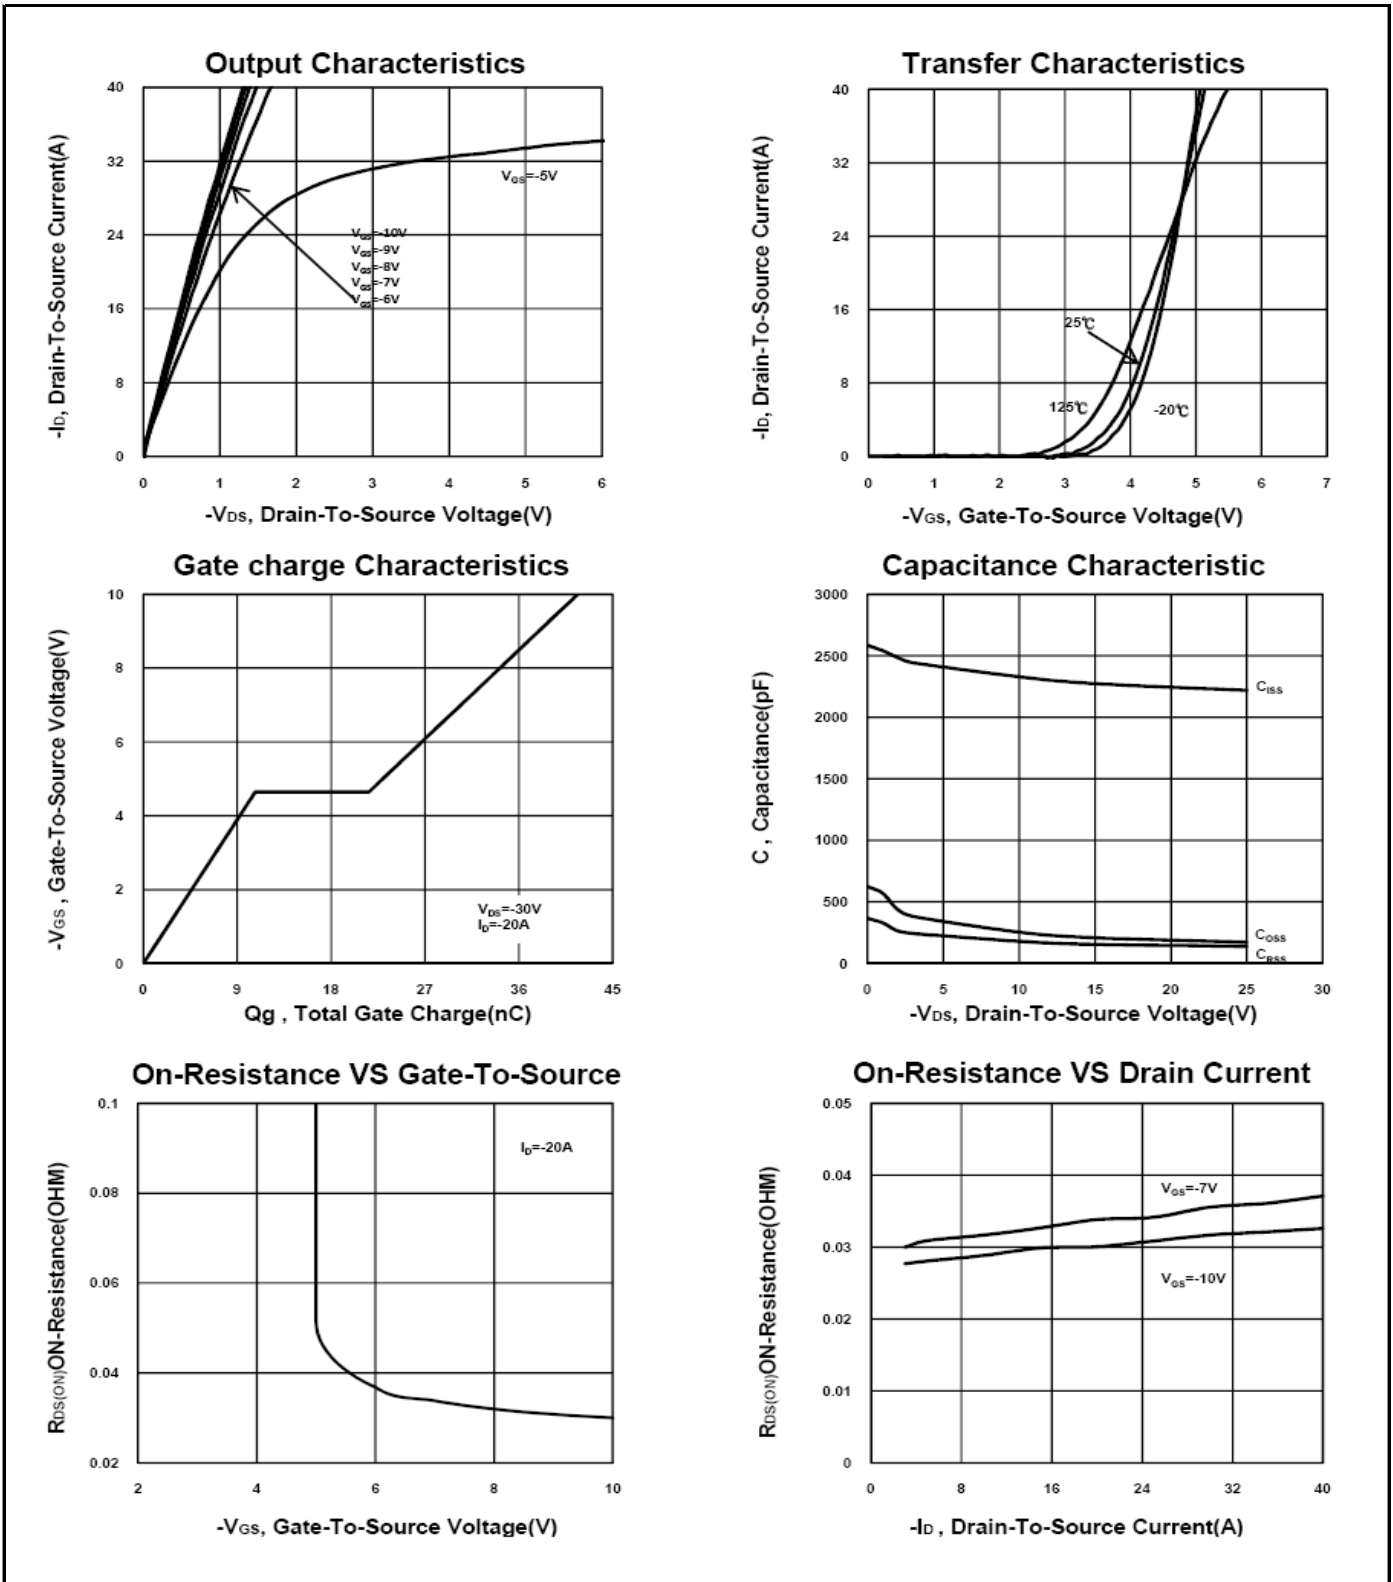 Output Characteristics
-ID, Drain-To-Source Current(A)
40
32
24
16
8
0
VGS=-5V
VGS=-10V
VGS=-9V
VGS=-8V
VGS=-7V
VGS=-6V
0 1 2 3 4 5 6
-VDS, Drain-To-Source Voltage(V)
Transfer Characteristics
-ID, Drain-To-Source Current(A)
40
32
24
16
8
0
25℃
125℃
-20℃
0 1 2 3 4 5 6 7
-VGS, Gate-To-Source Voltage(V)
Gate charge Characteristics
-VGS , Gate-To-Source Voltage(V)
10
8
6
4
2
0
VDS=-30V
ID=-20A
0 9 18 27 36 45
Qg , Total Gate Charge(nC)
Capacitance Characteristic
C , Capacitance(pF)
3000
2500
2000
1500
1000
500
0
CISS
COSS
CRSS
0 5 10 15 20 25 30
-VDS, Drain-To-Source Voltage(V)
On-Resistance VS Gate-To-Source
RDS(ON)ON-Resistance(OHM)
0.1
0.08
0.06
0.04
0.02
ID=-20A
2 4 6 8 10
-VGS, Gate-To-Source Voltage(V)
On-Resistance VS Drain Current
RDS(ON)ON-Resistance(OHM)
0.05
0.04
0.03
0.02
0.01
0
VGS=-7V
VGS=-10V
0 8 16 24 32 40
-ID , Drain-To-Source Current(A)